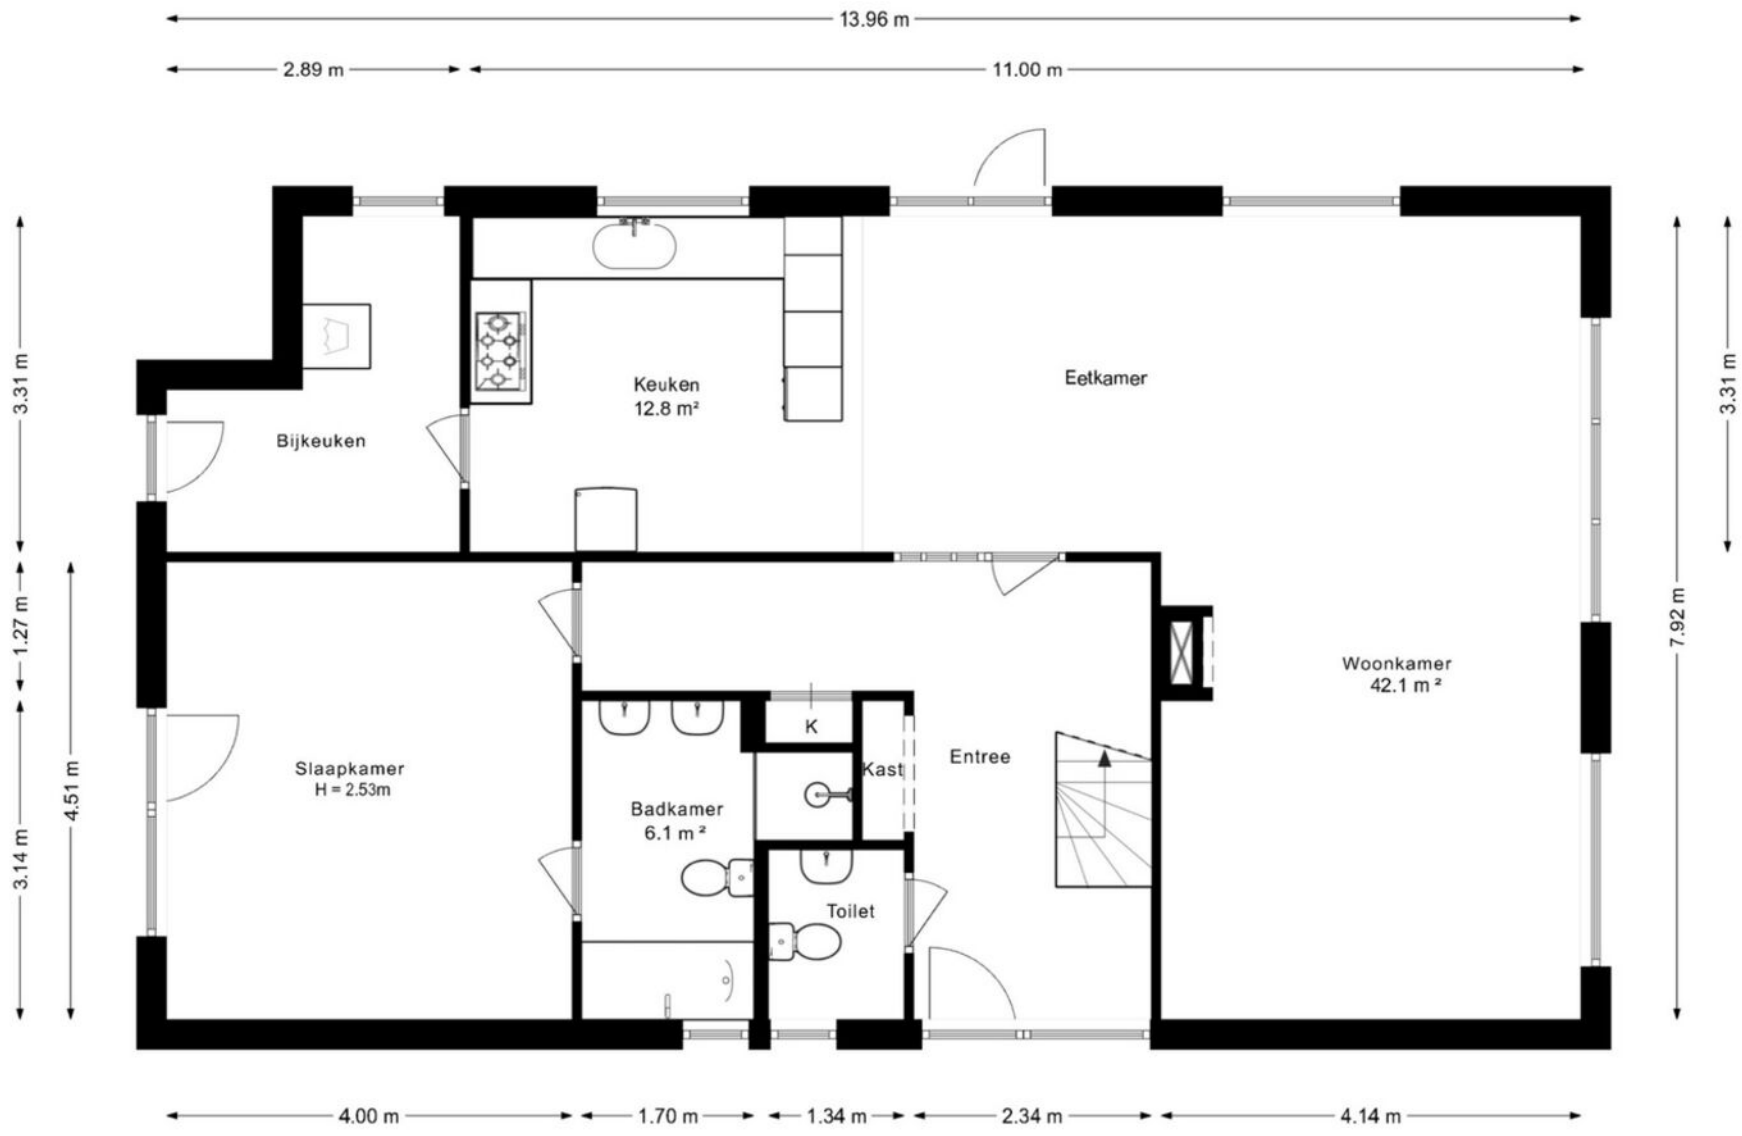 13.96 m
2.89 m
11.00 m
3.31 m
3.31 m
Eetkamer
Keuken
12.8 m²
Bijkeuken
1.27 m
7.92 m
Woonkamer
42.1 m ²
K
Entree
Kast
Slaapkamer
H = 2.53m
4.51 m
Badkamer
6.1 m ²
3.14 m
Toilet
4.00 m
1.70 m
1.34 m
2.34 m
4.14 m